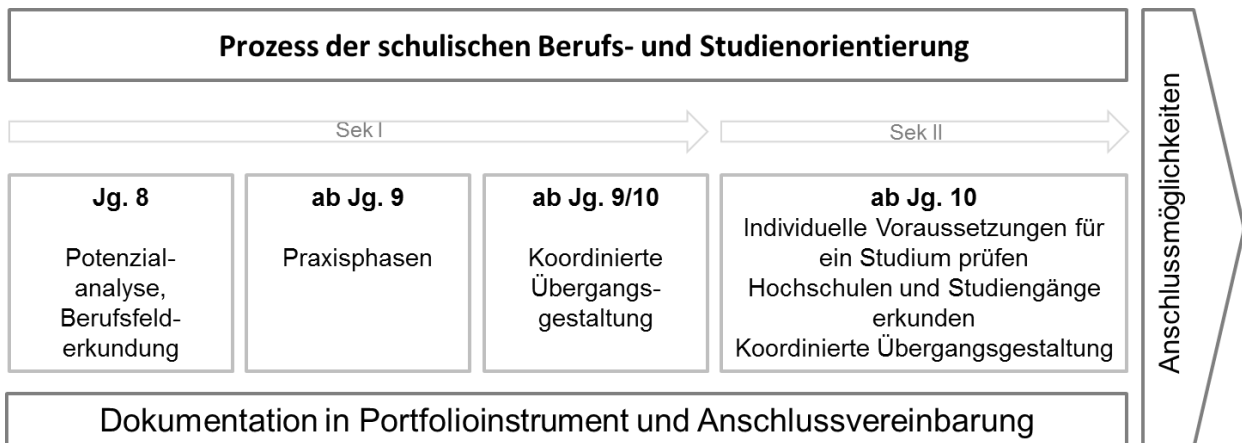 Prozess der schulischen Berufs- und Studienorientierung
Sek I
Sek II
Jg. 8
Potenzial-
analyse,
Berufsfeld-
erkundung
ab Jg. 9
Praxisphasen
ab Jg. 9/10
Koordinierte
Übergangs-
gestaltung
ab Jg. 10
Individuelle Voraussetzungen für
ein Studium prüfen
Hochschulen und Studiengänge
erkunden
Koordinierte Übergangsgestaltung
Dokumentation in Portfolioinstrument und Anschlussvereinbarung
Anschlussmöglichkeiten